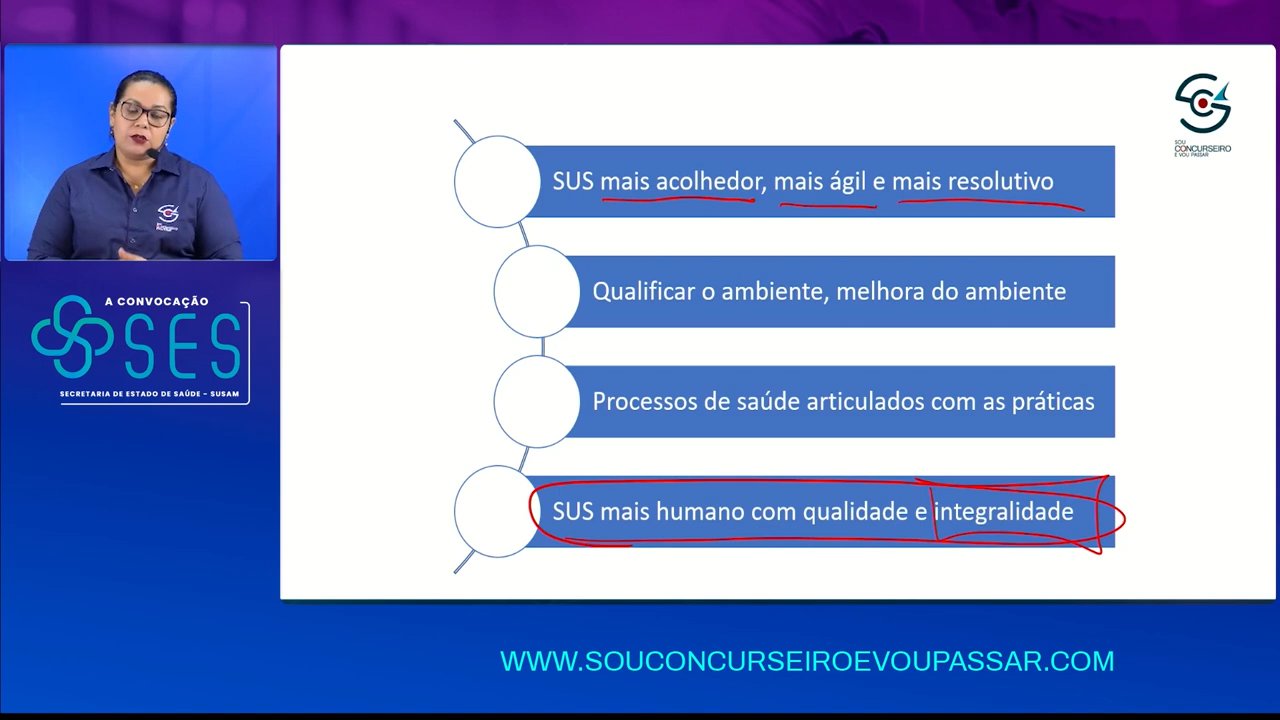 SOU
CONCURSEIRO
E VOU PASSAR
SUS mais acolhedor, mais ágil e mais resolutivo
Qualificar o ambiente, melhora do ambiente
A CONVOCAÇÃO
SES
SECRETARIA DE ESTADO DE SAÚDE - SUSAM
Processos de saúde articulados com as práticas
SUS mais humano com qualidade e integralidade
WWW.SOUCONCURSEIROEVOUPASSAR.COM